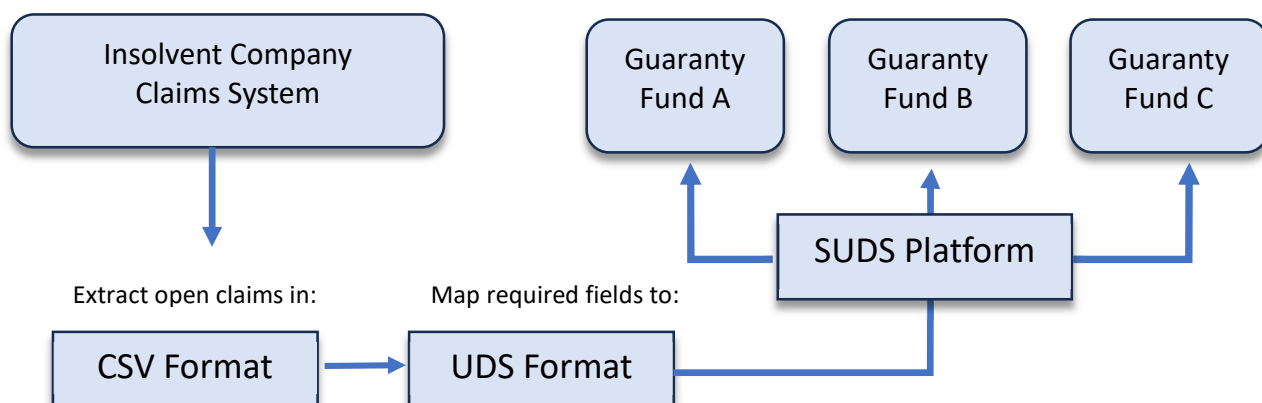 Insolvent Company
Claims System
Guaranty
Fund A
Guaranty
Fund B
Guaranty
Fund C
SUDS Platform
Extract open claims in:
Map required fields to:
CSV Format
UDS Format